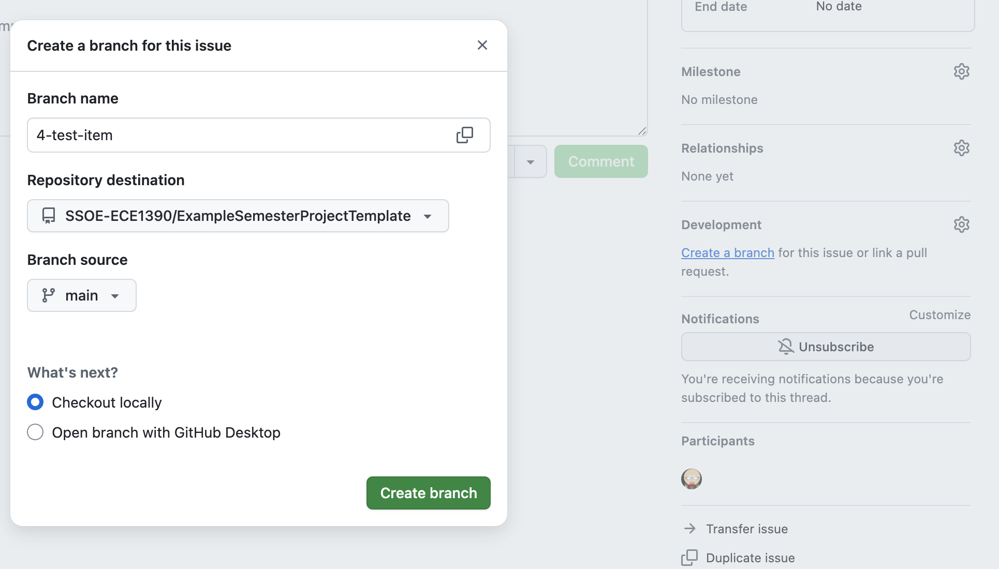 Create a branch for this issue
Branch name
4-test-item
Repository destination
SSOE-ECE1390/ExampleSemesterProjectTemplate
Branch source
main
What's next?
Checkout locally
Open branch with GitHub Desktop
Create branch
Comment
End date No date
Milestone
No milestone
Relationships
None yet
Development
Create a branch for this issue or link a pull
request.
Notifications Customize
Unsubscribe
You're receiving notifications because you're
subscribed to this thread.
Participants
Transfer issue
Duplicate issue